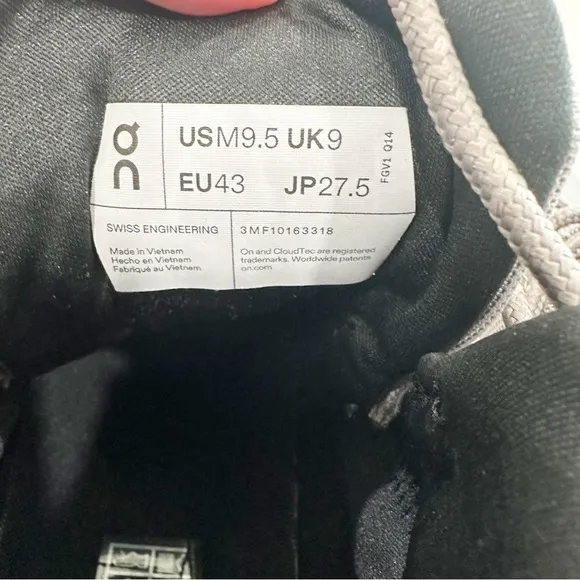 on
USM9.5 UK9
EU43 JP27.5
FGV1 Q14
SWISS ENGINEERING
Made in Vietnam
Hecho en Vietnam
Fabriqué au Vietnam
3MF10163318
On and CloudTec are registered
trademarks. Worldwide patents
on.com